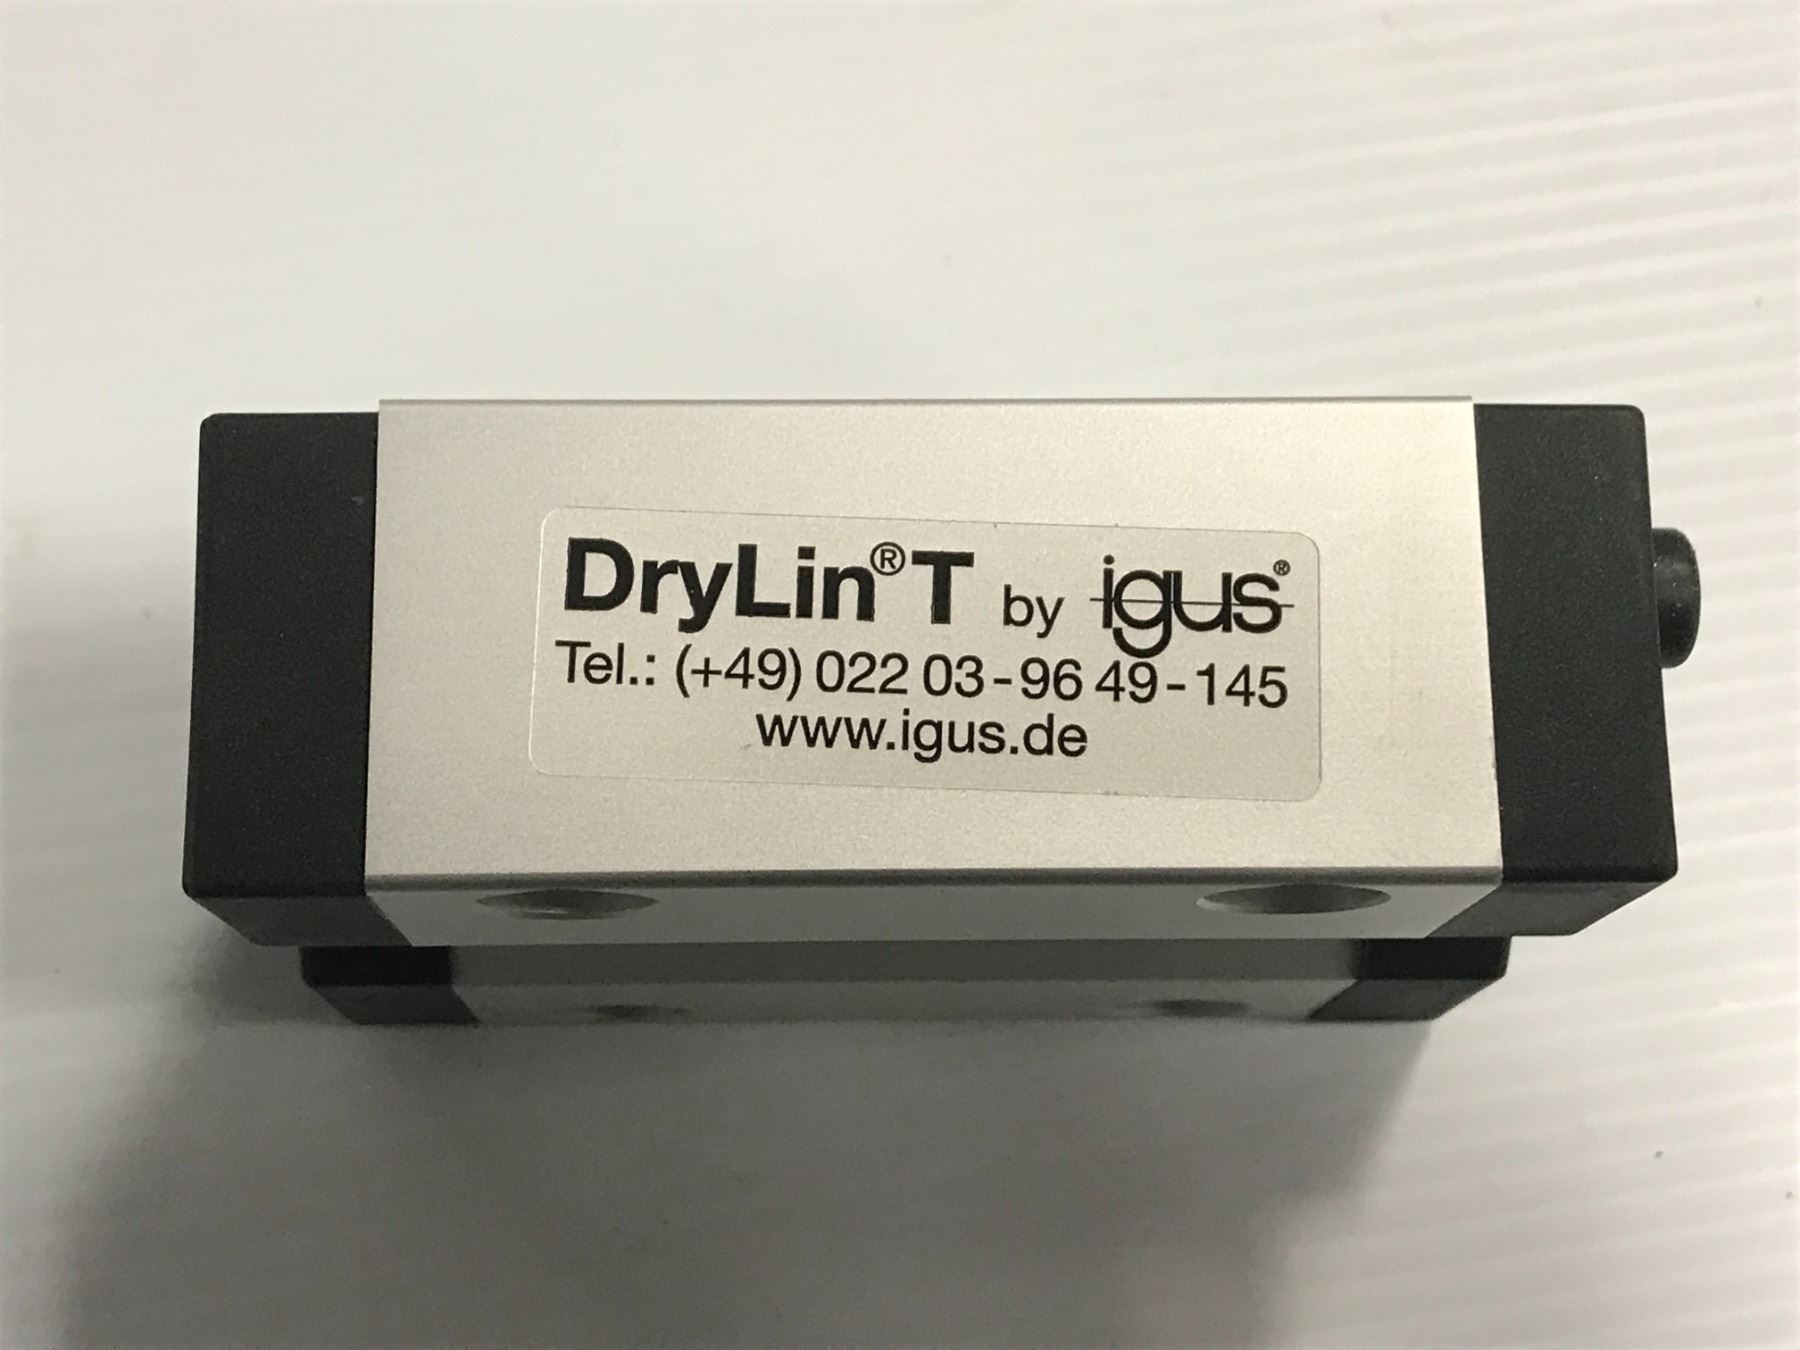 DryLin®T by igus®
Tel.: (+49) 022 03-96 49-145
www.igus.de